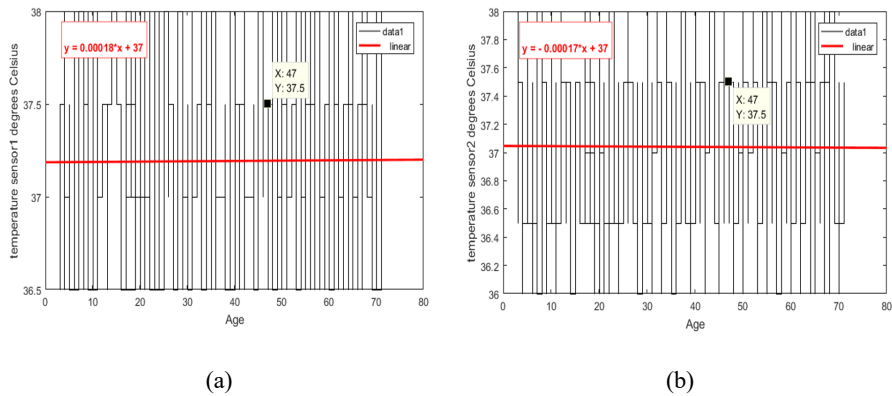 y = 0.00018*x + 37
data1
linear
X: 47
Y: 37.5
temperature sensor1 degrees Celsius
38
37.5
37
36.5
0 10 20 30 40 50 60 70 80
Age
(a)
y = - 0.00017*x + 37
data1
linear
X: 47
Y: 37.5
temperature sensor2 degrees Celsius
38
37.8
37.6
37.4
37.2
37
36.8
36.6
36.4
36.2
36
0 10 20 30 40 50 60 70 80
Age
(b)